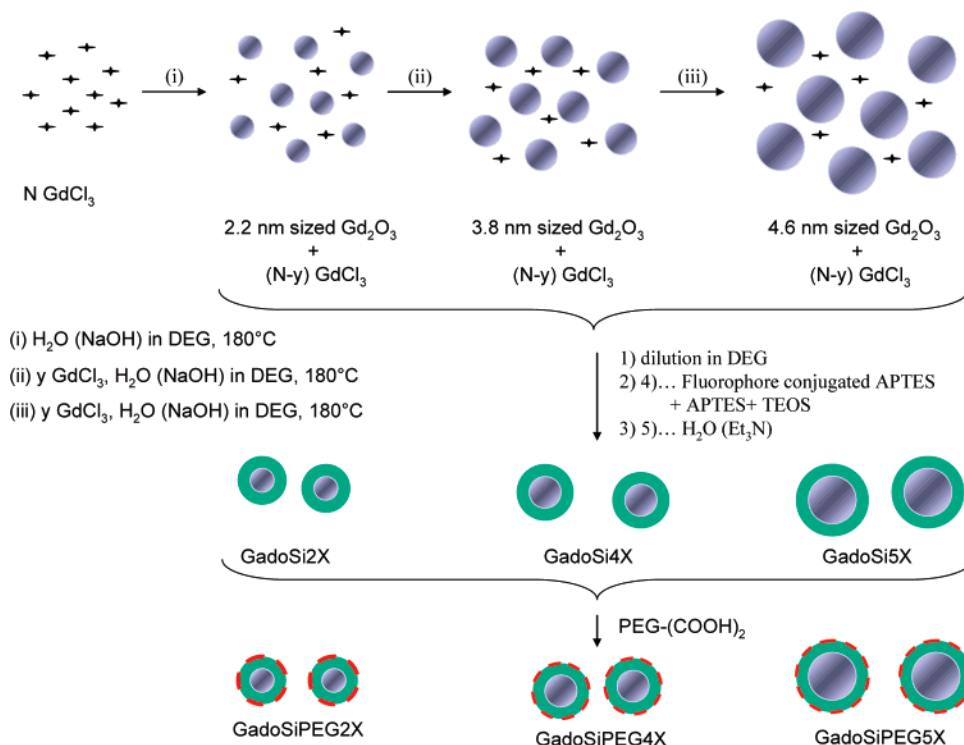 (i)
(ii)
(iii)
N GdCl₃
2.2 nm sized Gd₂O₃
+
(N-y) GdCl₃
3.8 nm sized Gd₂O₃
+
(N-y) GdCl₃
4.6 nm sized Gd₂O₃
+
(N-y) GdCl₃
(i) H₂O (NaOH) in DEG, 180°C
(ii) y GdCl₃, H₂O (NaOH) in DEG, 180°C
(iii) y GdCl₃, H₂O (NaOH) in DEG, 180°C
1) dilution in DEG
2) 4)… Fluorophore conjugated APTES
+ APTES+ TEOS
3) 5)… H₂O (Et₃N)
GadoSi2X
GadoSi4X
GadoSi5X
PEG-(COOH)₂
GadoSiPEG2X
GadoSiPEG4X
GadoSiPEG5X